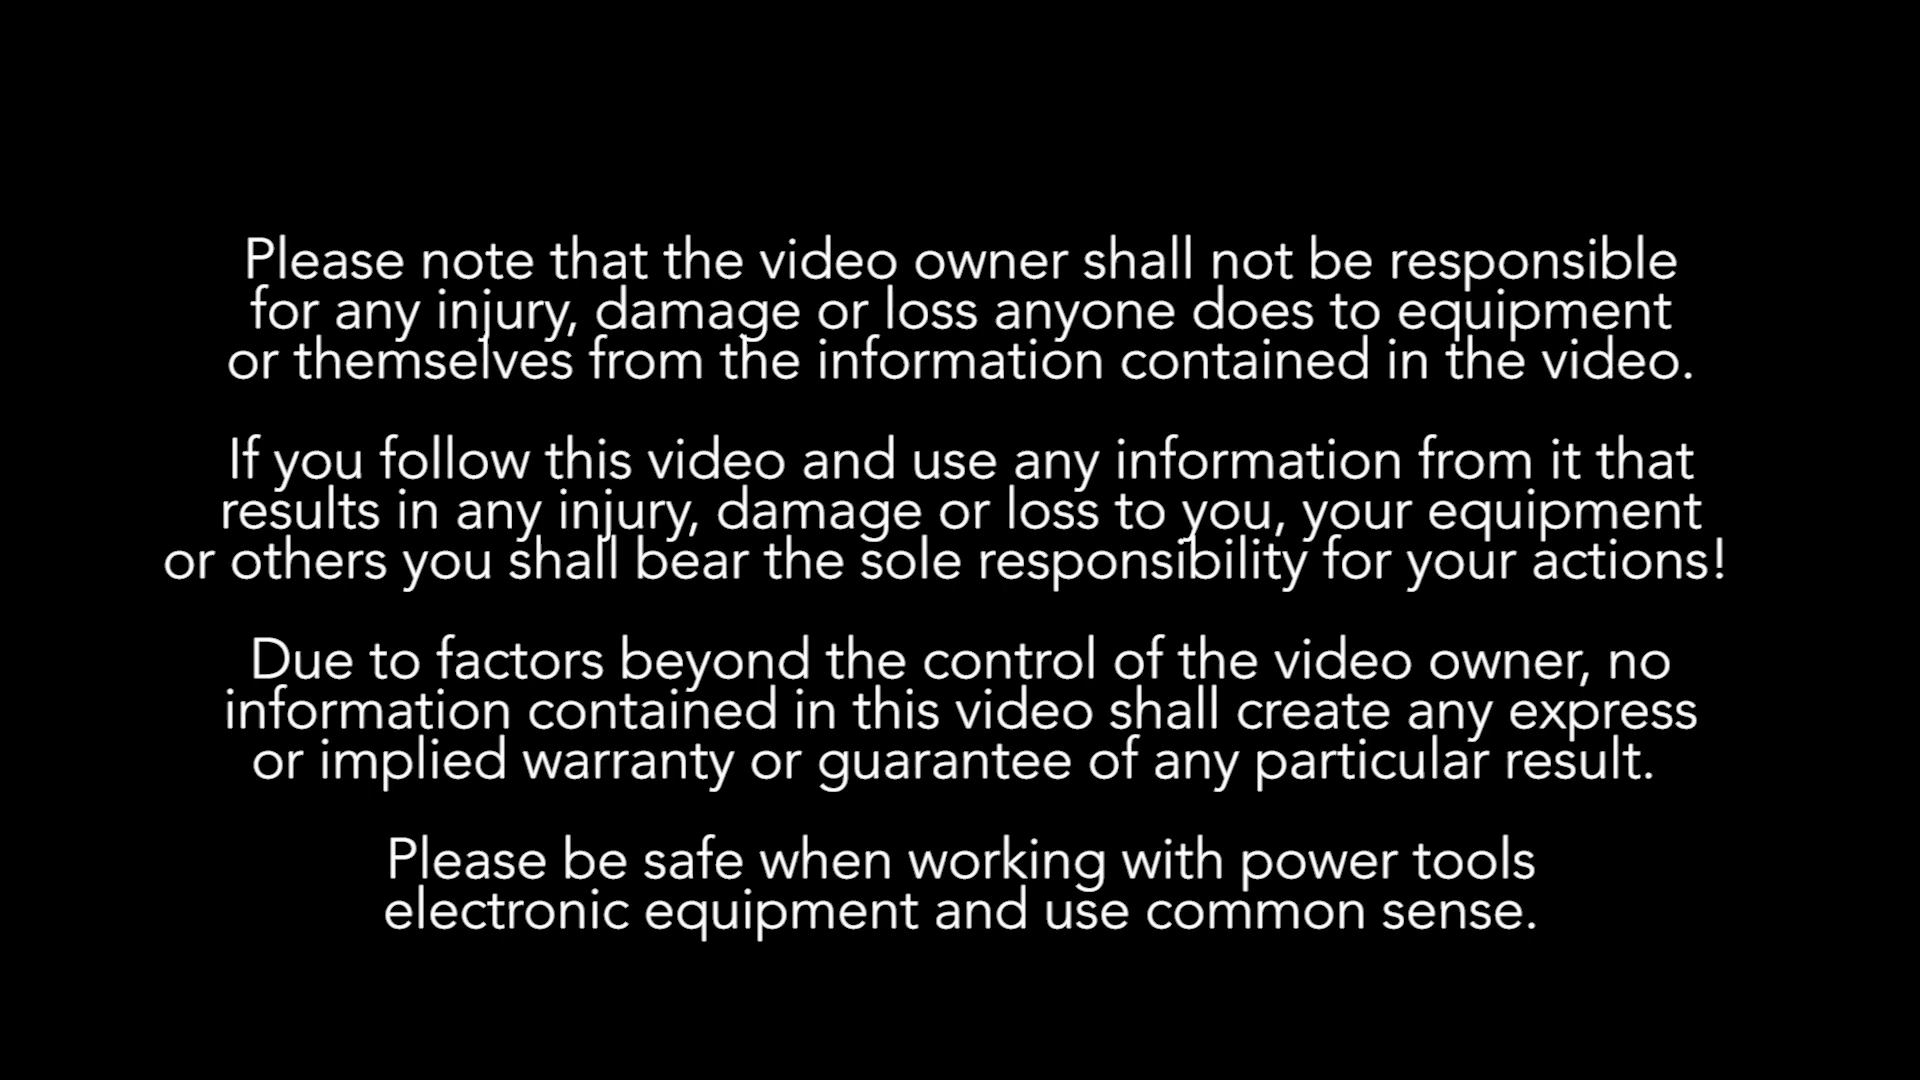 Please note that the video owner shall not be responsible
for any injury, damage or loss anyone does to equipment
or themselves from the information contained in the video.
If you follow this video and use any information from it that
results in any injury, damage or loss to you, your equipment
or others you shall bear the sole responsibility for your actions!
Due to factors beyond the control of the video owner, no
information contained in this video shall create any express
or implied warranty or guarantee of any particular result.
Please be safe when working with power tools
electronic equipment and use common sense.